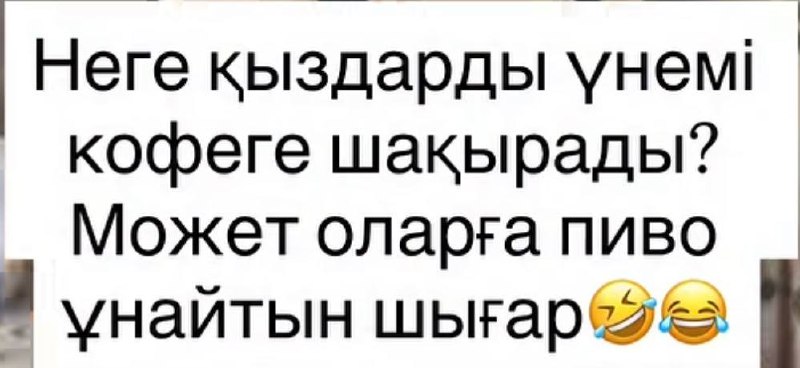 Неге қыздарды үнемі
кофеге шақырады?
Может оларға пиво
ұнайтын шығар🤣😂